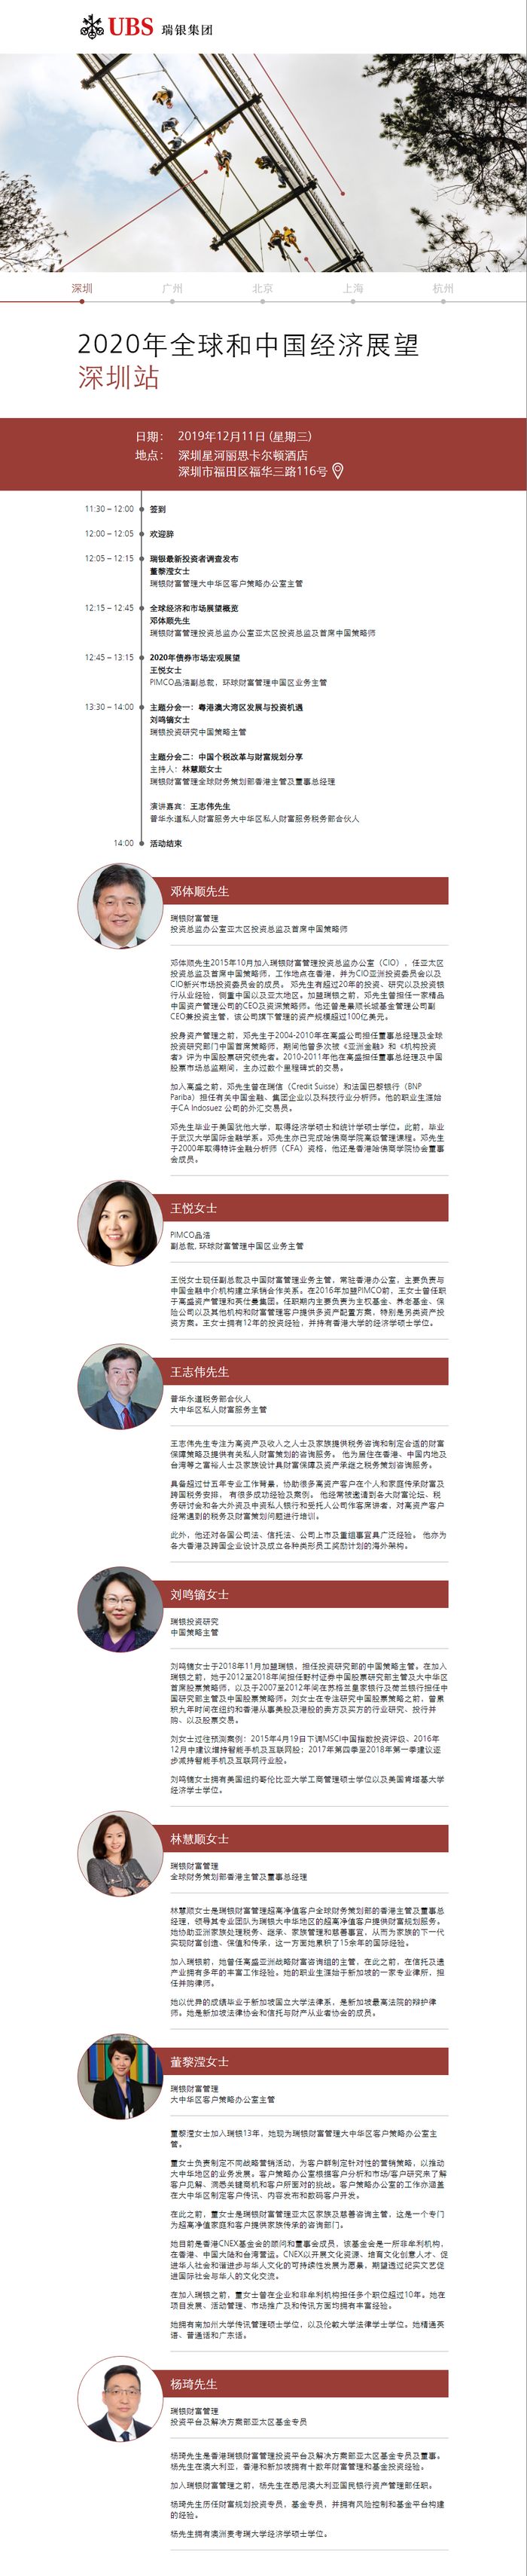 UBS 瑞银集团
深圳 广州 北京 上海 杭州
2020年全球和中国经济展望
深圳站
日期： 2019年12月11日 (星期三)
地点： 深圳星河丽思卡尔顿酒店
深圳市福田区福华三路116号
11:30 – 12:00 签到
12:00 – 12:05 欢迎辞
12:05 – 12:15 瑞银最新投资者调查发布
董黎滢女士
瑞银财富管理大中华区客户策略办公室主管
12:15 – 12:45 全球经济和市场展望概览
邓体顺先生
瑞银财富管理投资总监办公室亚太区投资总监及首席中国策略师
12:45 – 13:15 2020年债券市场宏观展望
王悦女士
PIMCO品浩副总裁，环球财富管理中国区业务主管
13:30 – 14:00 主题分会一：粤港澳大湾区发展与投资机遇
刘鸣镝女士
瑞银投资研究中国策略主管
主题分会二：中国个税改革与财富规划分享
主持人：林慧顺女士
瑞银财富管理全球财务策划部香港主管及董事总经理
演讲嘉宾：王志伟先生
普华永道私人财富服务大中华区私人财富服务税务部合伙人
14:00 活动结束
邓体顺先生
瑞银财富管理
投资总监办公室亚太区投资总监及首席中国策略师
邓体顺先生2015年10月加入瑞银财富管理投资总监办公室（CIO），任亚太区
投资总监及首席中国策略师，工作地点在香港，并为CIO亚洲投资委员会以及
CIO新兴市场投资委员会的成员。 邓先生有超过20年的投资、研究以及投资银
行从业经验，侧重中国以及亚太地区。加盟瑞银之前，邓先生曾担任一家精品
中国资产管理公司的CEO及资深策略师。他还曾是景顺长城基金管理公司副
CEO兼投资主管，该公司旗下管理的资产规模超过100亿美元。
投身资产管理之前，邓先生于2004-2010年在高盛公司担任董事总经理及全球
投资研究部门中国首席策略师，期间他曾多次被《亚洲金融》和《机构投资
者》评为中国股票研究领先者。2010-2011年他在高盛担任董事总经理及中国
股票市场总监期间，主办过数个里程碑式的交易。
加入高盛之前，邓先生曾在瑞信（Credit Suisse）和法国巴黎银行（BNP
Pariba）担任有关中国金融、集团企业以及科技行业分析师。他的职业生涯始
于CA Indosuez 公司的外汇交易员。
邓先生毕业于美国犹他大学，取得经济学硕士和统计学硕士学位。此前，毕业
于武汉大学国际金融学系。邓先生亦已完成哈佛商学院高级管理课程。邓先生
于2000年取得特许金融分析师（CFA）资格，他还是香港哈佛商学院协会董事
会成员。
王悦女士
PIMCO品浩
副总裁, 环球财富管理中国区业务主管
王悦女士现任副总裁及中国财富管理业务主管，常驻香港办公室，主要负责与
中国金融中介机构建立承销合作关系。在2016年加盟PIMCO前，王女士曾任职
于高盛资产管理和英仕曼集团。任职期内主要负责为主权基金、养老基金、保
险公司以及其他机构和财富管理客户提供多资产配置方案，特别是另类资产投
资方案。王女士拥有12年的投资经验，并持有香港大学的经济学硕士学位。
王志伟先生
普华永道税务部合伙人
大中华区私人财富服务主管
王志伟先生专注为高资产及收入之人士及家族提供税务咨询和制定合适的财富
保障策略及提供有关私人财富策划的咨询服务。 他为居住在香港、中国内地及
台湾等之富裕人士及家族设计具财富保障及资产承继之税务策划咨询服务。
具备超过廿五年专业工作背景，协助很多高资产客户在个人和家庭传承财富及
跨国税务安排， 有很多成功经验及案例。 他经常被邀请到各大财富论坛、税
务研讨会和各大外资及中资私人银行和受托人公司作客席讲者，对高资产客户
经常遇到的税务及财富策划问题进行培训。
此外，他还对各国公司法、信托法、公司上市及重组事宜具广泛经验。 他亦为
各大香港及跨国企业设计及成立各种类形员工奖励计划的海外架构。
刘鸣镝女士
瑞银投资研究
中国策略主管
刘鸣镝女士于2018年11月加盟瑞银，担任投资研究部的中国策略主管。在加入
瑞银之前，她于2012至2018年间担任野村证券中国股票研究部主管及大中华区
首席股票策略师，以及于2007至2012年间在苏格兰皇家银行及荷兰银行担任中
国研究部主管及中国股票策略师。刘女士在专注研究中国股票策略之前，曾累
积九年时间在纽约和香港从事美股及港股的卖方及买方的行业研究、投行并
购、以及股票交易。
刘女士过往预测案例：2015年4月19日下调MSCI中国指数投资评级、2016年
12月中建议增持智能手机及互联网股；2017年第四季至2018年第一季建议逐
步减持智能手机及互联网行业股。
刘鸣镝女士拥有美国纽约哥伦比亚大学工商管理硕士学位以及美国肯塔基大学
经济学士学位。
林慧顺女士
瑞银财富管理
全球财务策划部香港主管及董事总经理
林慧顺女士是瑞银财富管理超高净值客户全球财务策划部的香港主管及董事总
经理，领导其专业团队为瑞银大中华地区的超高净值客户提供财富规划服务。
她协助亚洲家族处理税务、继承、家族管理和慈善事宜，从而为家族的下一代
实现财富创造、保值和传承，这一方面她累积了15余年的国际经验。
加入瑞银前，她曾任高盛亚洲战略财富咨询组的主管，在此之前，在信托及遗
产业拥有多年的丰富工作经验。她的职业生涯始于新加坡的一家专业律所，担
任并购律师。
她以优异的成绩毕业于新加坡国立大学法律系，是新加坡最高法院的辩护律
师。她是新加坡法律协会和信托与财产从业者协会的成员。
董黎滢女士
瑞银财富管理
大中华区客户策略办公室主管
董黎滢女士加入瑞银13年，她现为瑞银财富管理大中华区客户策略办公室主
管。
董女士负责制定不同战略营销活动，为客户群制定针对性的营销策略，以推动
大中华地区的业务发展。客户策略办公室根据客户分析和市场/客户研究来了解
客户见解、洞悉关键商机和客户所面对的挑战。客户策略办公室的工作亦涵盖
在大中华区制定客户传讯、内容发布和数码客户开发。
在此之前，董女士是瑞银财富管理亚太区家族及慈善咨询主管，这是一个专门
为超高净值家庭和客户提供家族传承的咨询部门。
她目前是香港CNEX基金会的顾问和董事会成员，该基金会是一所非牟利机构，
在香港、中国大陆和台湾营运。CNEX以开展文化资源、培育文化创意人才、促
进华人社会和谐进步与华人文化的可持续性发展为愿景，期望透过纪实文艺促
进国际社会与华人的文化交流。
在加入瑞银之前，董女士曾在企业和非牟利机构担任多个职位超过10年。她在
项目发展、活动管理、市场推广及和传讯方面均拥有丰富经验。
她拥有南加州大学传讯管理硕士学位，以及伦敦大学法律学士学位。她精通英
语、普通话和广东话。
杨琦先生
瑞银财富管理
投资平台及解决方案部亚太区基金专员
杨琦先生是香港瑞银财富管理投资平台及解决方案部亚太区基金专员及董事。
杨先生在澳大利亚，香港和新加坡拥有十数年财富管理和基金投资经验。
加入瑞银财富管理之前，杨先生在悉尼澳大利亚国民银行资产管理部任职。
杨琦先生历任财富规划投资专员，基金专员，并拥有风险控制和基金平台构建
的经验。
杨先生拥有澳洲麦考瑞大学经济学硕士学位。